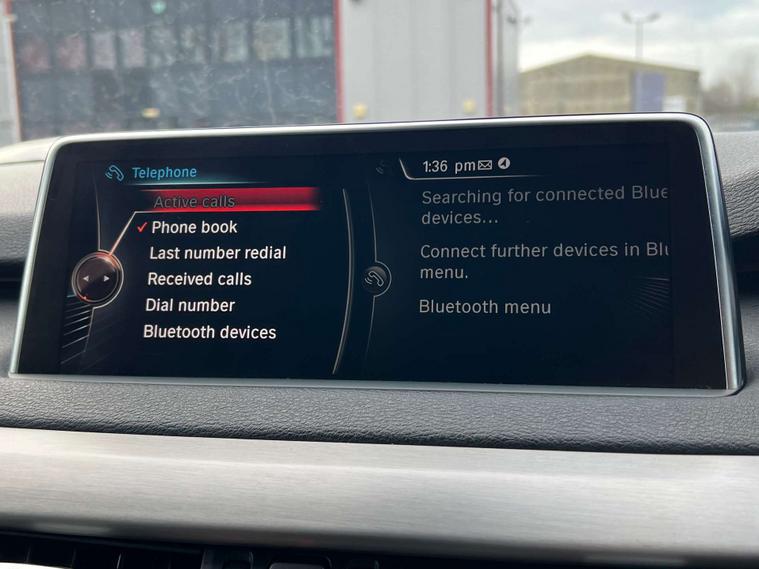 Telephone
Active calls
Phone book
Last number redial
Received calls
Dial number
Bluetooth devices
1:36 pm
Searching for connected Blue
devices...
Connect further devices in Blu
menu.
Bluetooth menu